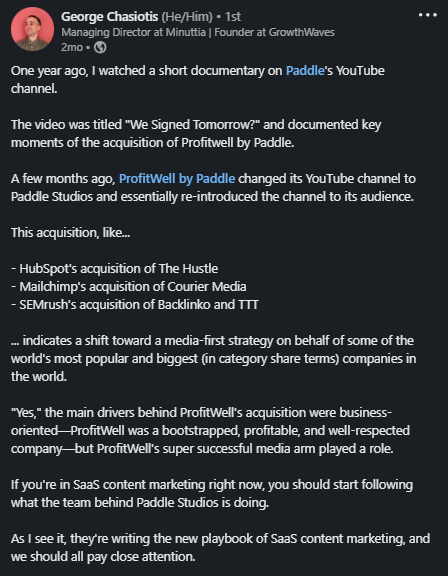 George Chasiotis (He/Him) • 1st
Managing Director at Minuttia | Founder at GrowthWaves
2mo •
One year ago, I watched a short documentary on Paddle's YouTube
channel.
The video was titled "We Signed Tomorrow?" and documented key
moments of the acquisition of Profitwell by Paddle.
A few months ago, ProfitWell by Paddle changed its YouTube channel to
Paddle Studios and essentially re-introduced the channel to its audience.
This acquisition, like...
- HubSpot's acquisition of The Hustle
- Mailchimp's acquisition of Courier Media
- SEMrush's acquisition of Backlinko and TTT
... indicates a shift toward a media-first strategy on behalf of some of the
world's most popular and biggest (in category share terms) companies in
the world.
"Yes," the main drivers behind ProfitWell's acquisition were business-
oriented—ProfitWell was a bootstrapped, profitable, and well-respected
company—but ProfitWell's super successful media arm played a role.
If you're in SaaS content marketing right now, you should start following
what the team behind Paddle Studios is doing.
As I see it, they're writing the new playbook of SaaS content marketing, and
we should all pay close attention.